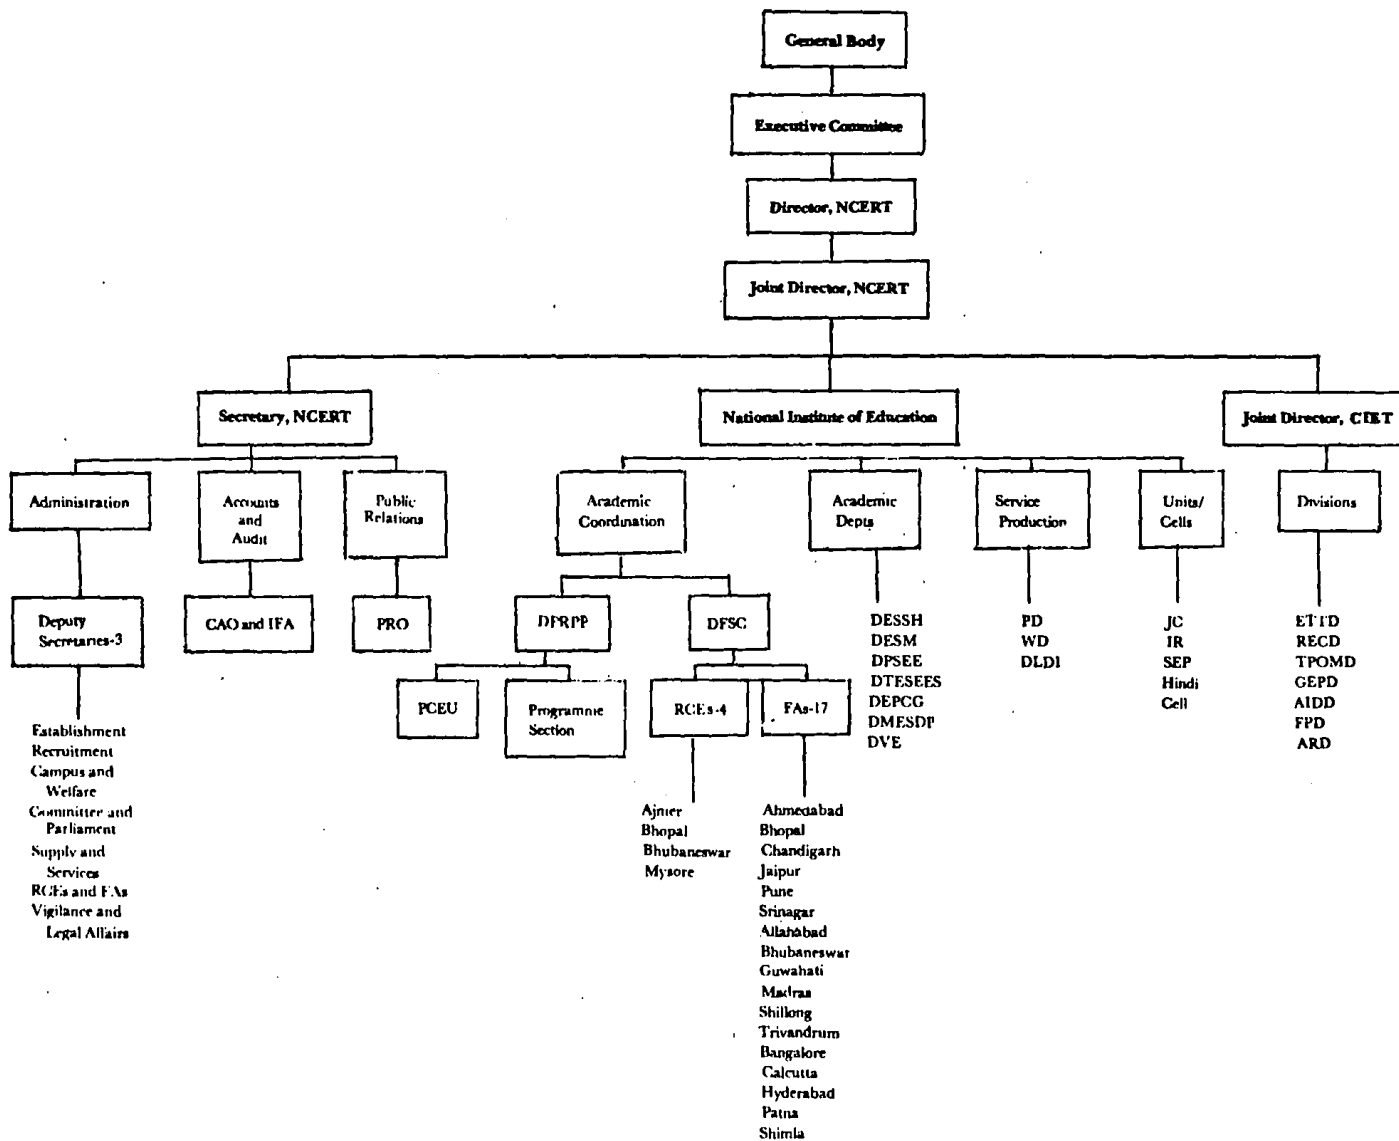 General Body
Executive Committee
Director, NCERT
Joint Director, NCERT
Secretary, NCERT
National Institute of Education
Joint Director, CIET
Administration
Accounts
and
Audit
Public
Relations
Academic
Coordination
Academic
Depts
Service
Production
Units/
Cells
Divisions
Deputy
Secretaries-3
CAO and IFA
PRO
DPRPP
DFSC
PCEU
Programme
Section
RCEs-4
FAs-17
Establishment
Recruitment
Campus and
Welfare
Committee and
Parliament
Supply and
Services
RCEs and FAs
Vigilance and
Legal Affairs
Ajmer
Bhopal
Bhubaneswar
Mysore
Ahmedabad
Bhopal
Chandigarh
Jaipur
Pune
Srinagar
Allahabad
Bhubaneswar
Guwahati
Madras
Shillong
Trivandrum
Bangalore
Calcutta
Hyderabad
Patna
Shimla
DESSH
DESM
DPSEE
DTESEES
DEPCG
DMESDP
DVE
PD
WD
DLDI
JC
IR
SEP
Hindi
Cell
ETTD
RECD
TPOMD
GEPD
AIDD
FPD
ARD